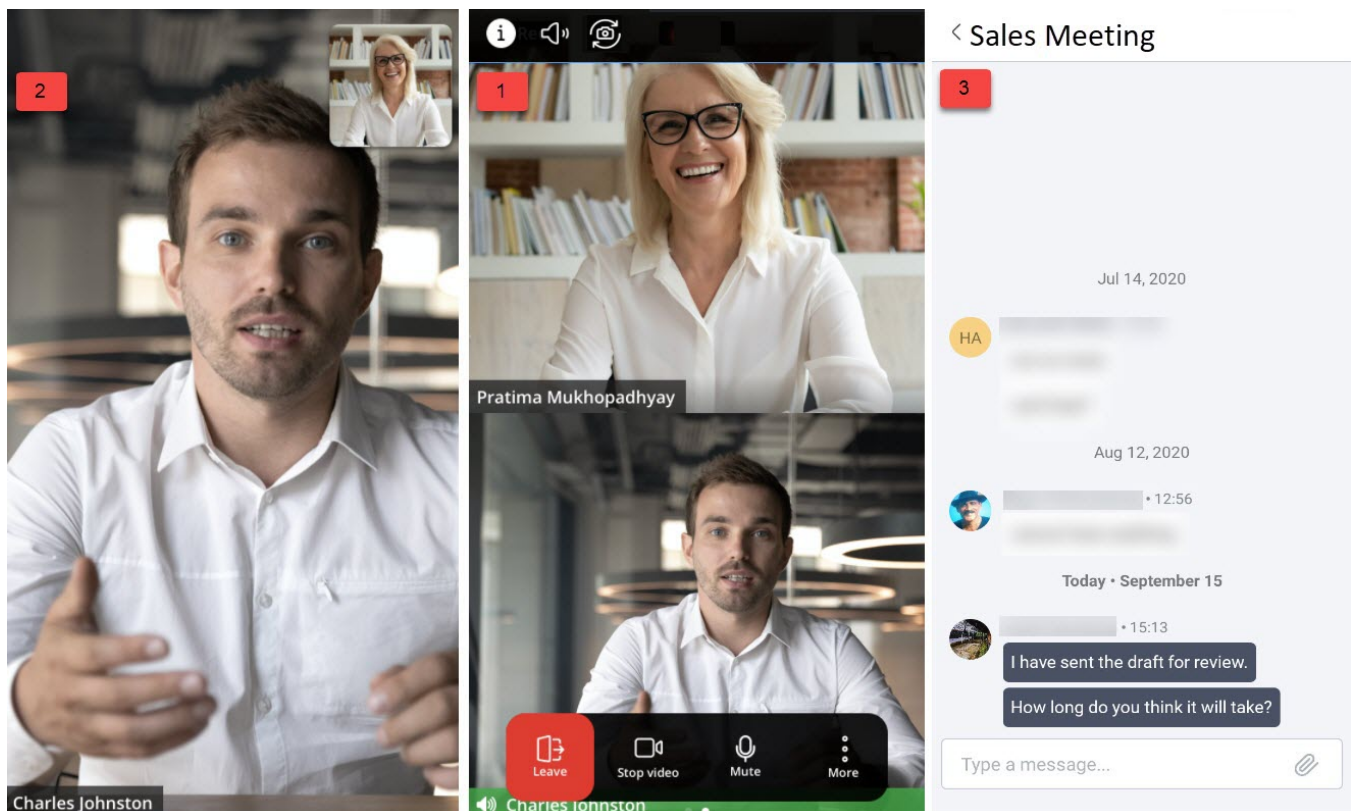 2
Charles Johnston
1
Pratima Mukhopadhyay
Leave
Stop video
Mute
More
Charles Johnston
Sales Meeting
3
Jul 14, 2020
HA
Aug 12, 2020
• 12:56
Today • September 15
• 15:13
I have sent the draft for review.
How long do you think it will take?
Type a message...